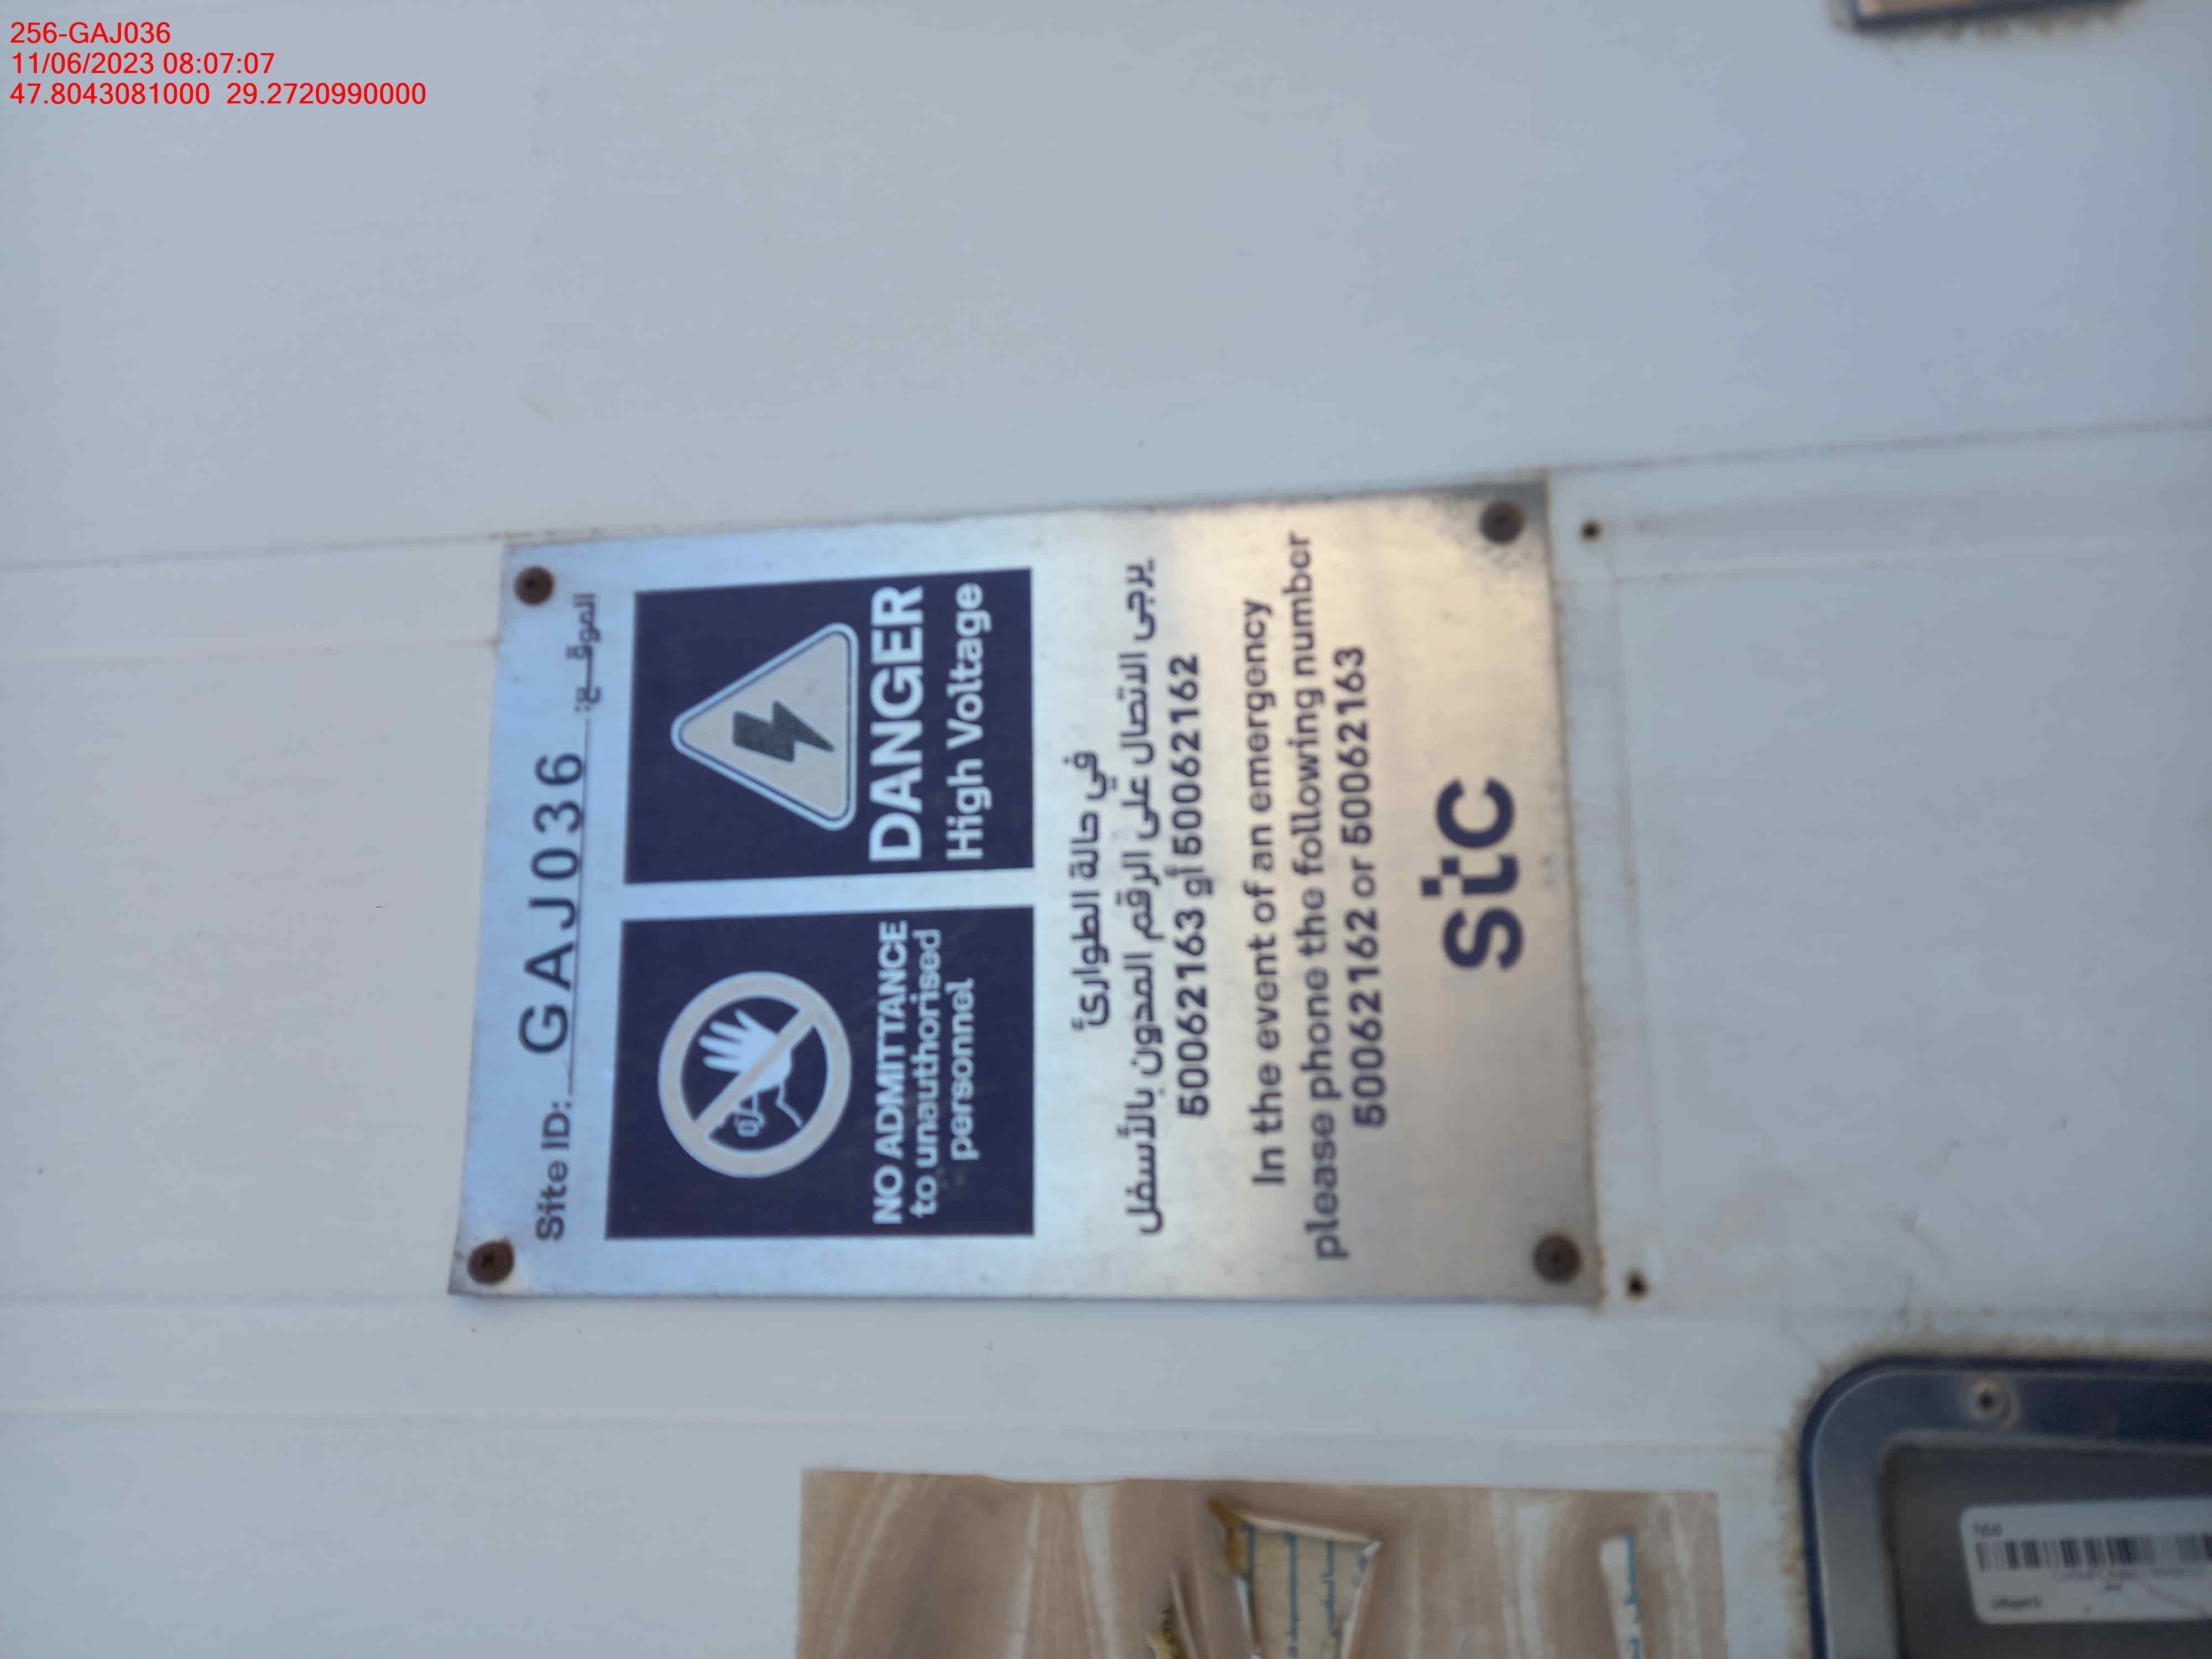 256-GAJ036
11/06/2023 08:07:07
47.8043081000 29.2720990000
Site ID: GAJ036 الموقـــع:
NO ADMITTANCE
to unauthorised
personnel
DANGER
High Voltage
في حالة الطوارئ
يرجى الاتصال على الرقم المدون بالأسفل
50062162 أو 50062163
In the event of an emergency
please phone the following number
50062162 or 50062163
stc